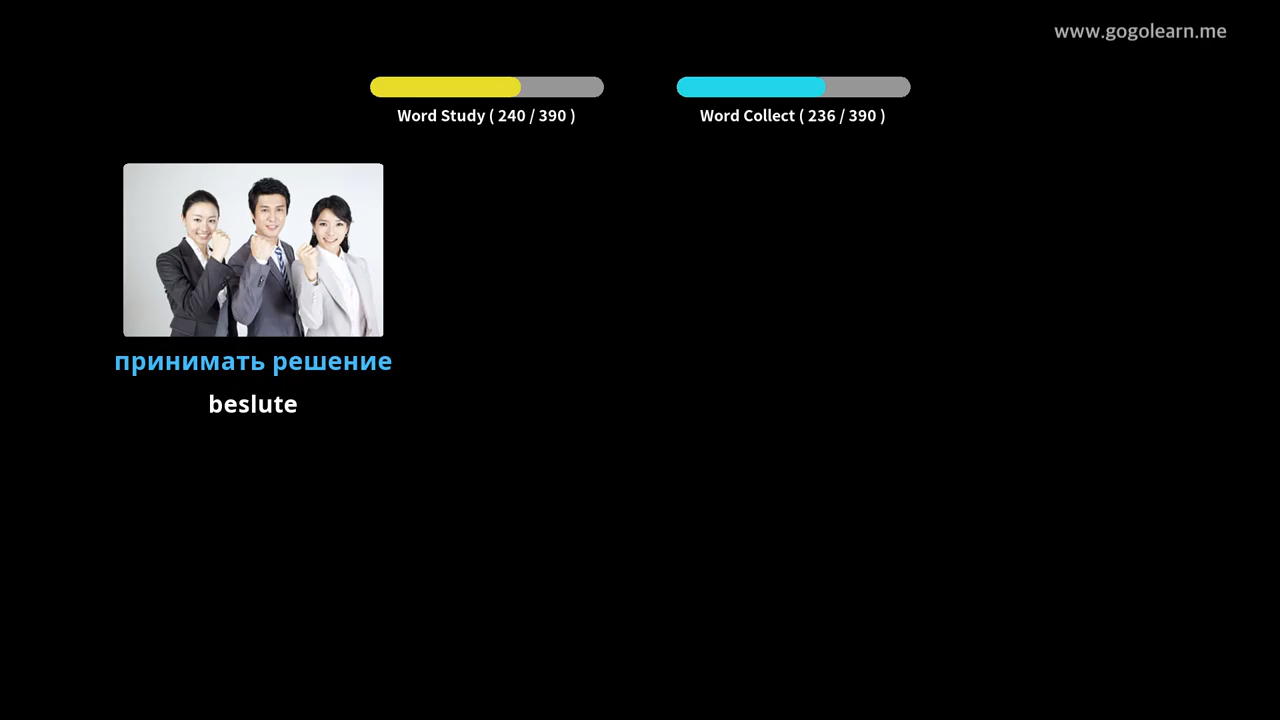 www.gogolearn.me
Word Study ( 240 / 390 )
Word Collect ( 236 / 390 )
принимать решение
beslute